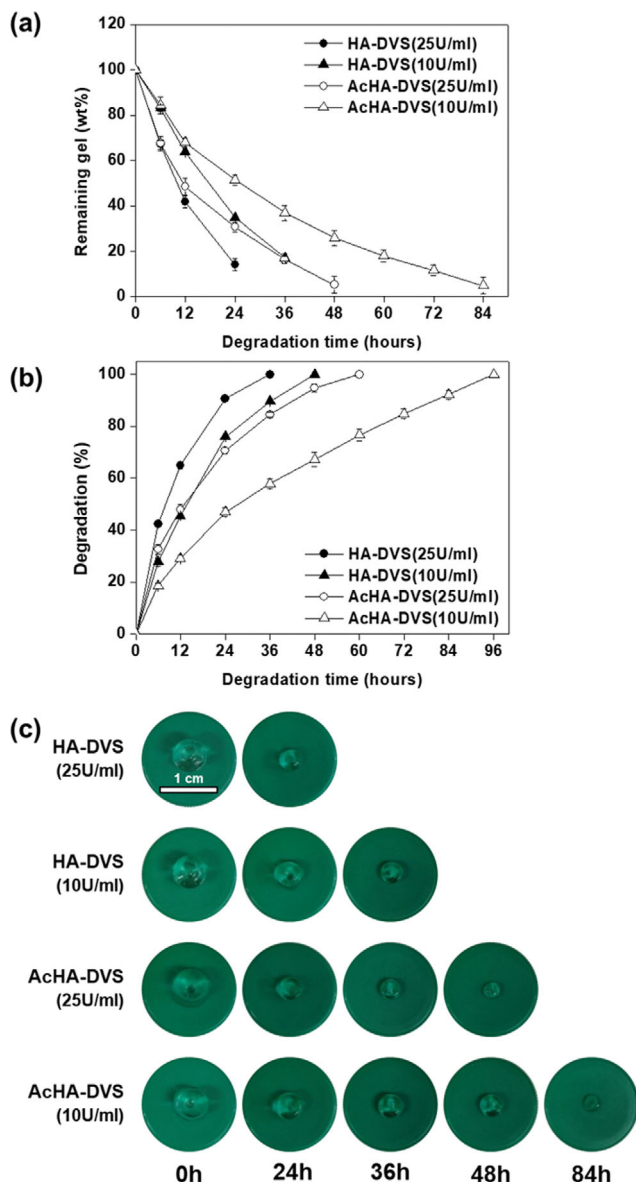 (a)
120
100
80
60
40
20
0
Remaining gel (wt%)
HA-DVS(25U/ml)
HA-DVS(10U/ml)
AcHA-DVS(25U/ml)
AcHA-DVS(10U/ml)
0 12 24 36 48 60 72 84
Degradation time (hours)
(b)
100
80
60
40
20
0
Degradation (%)
HA-DVS(25U/ml)
HA-DVS(10U/ml)
AcHA-DVS(25U/ml)
AcHA-DVS(10U/ml)
0 12 24 36 48 60 72 84 96
Degradation time (hours)
(c)
HA-DVS
(25U/ml)
1 cm
HA-DVS
(10U/ml)
AcHA-DVS
(25U/ml)
AcHA-DVS
(10U/ml)
0h 24h 36h 48h 84h